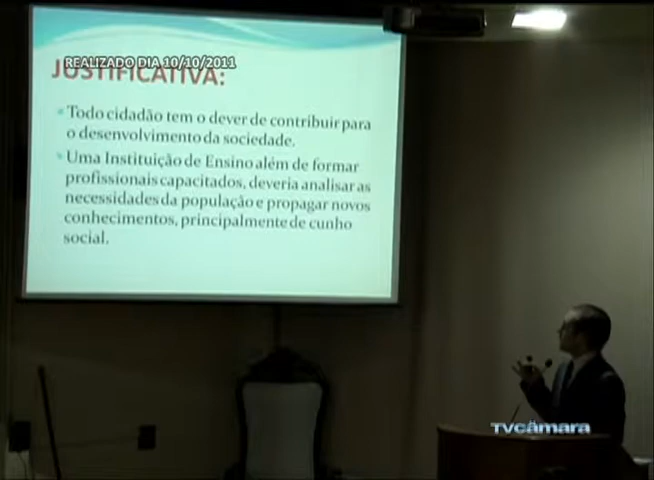 REALIZADO DIA 10/10/2011
JUSTIFICATIVA:
Todo cidadão tem o dever de contribuir para
o desenvolvimento da sociedade.
Uma Instituição de Ensino além de formar
profissionais capacitados, deveria analisar as
necessidades da população e propagar novos
conhecimentos, principalmente de cunho
social.
TVcâmara